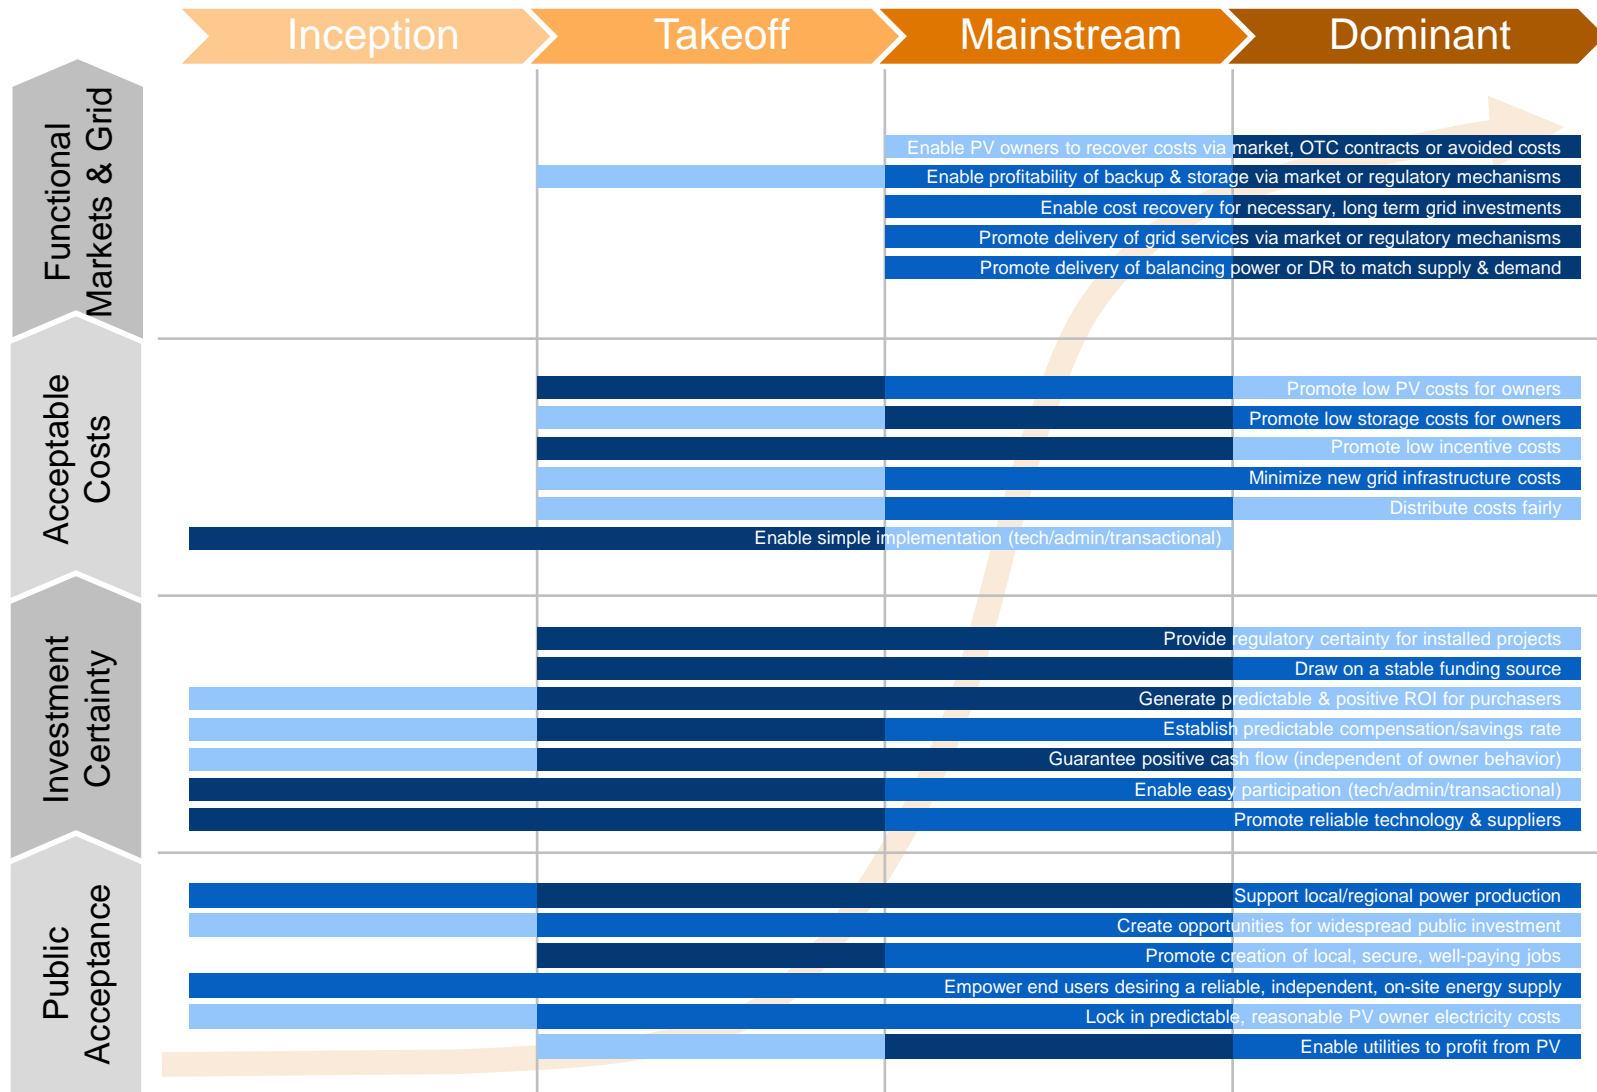 Inception
Takeoff
Mainstream
Dominant
Functional
Markets & Grid
Enable PV owners to recover costs via market, OTC contracts or avoided costs
Enable profitability of backup & storage via market or regulatory mechanisms
Enable cost recovery for necessary, long term grid investments
Promote delivery of grid services via market or regulatory mechanisms
Promote delivery of balancing power or DR to match supply & demand
Acceptable
Costs
Promote low PV costs for owners
Promote low storage costs for owners
Promote low incentive costs
Minimize new grid infrastructure costs
Distribute costs fairly
Enable simple implementation (tech/admin/transactional)
Investment
Certainty
Provide regulatory certainty for installed projects
Draw on a stable funding source
Generate predictable & positive ROI for purchasers
Establish predictable compensation/savings rate
Guarantee positive cash flow (independent of owner behavior)
Enable easy participation (tech/admin/transactional)
Promote reliable technology & suppliers
Public
Acceptance
Support local/regional power production
Create opportunities for widespread public investment
Promote creation of local, secure, well-paying jobs
Empower end users desiring a reliable, independent, on-site energy supply
Lock in predictable, reasonable PV owner electricity costs
Enable utilities to profit from PV